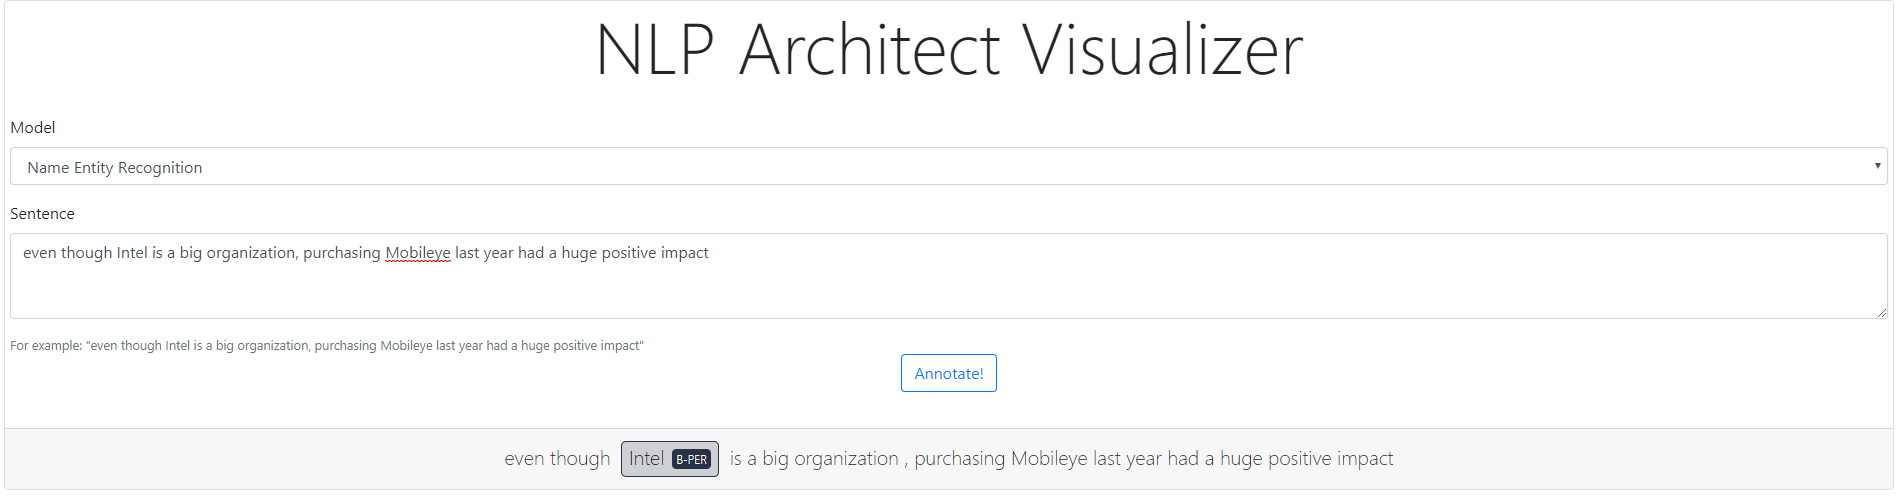 NLP Architect Visualizer
Model
Name Entity Recognition
Sentence
even though Intel is a big organization, purchasing Mobileye last year had a huge positive impact
For example: "even though Intel is a big organization, purchasing Mobileye last year had a huge positive impact"
Annotate!
even though Intel B-PER is a big organization , purchasing Mobileye last year had a huge positive impact